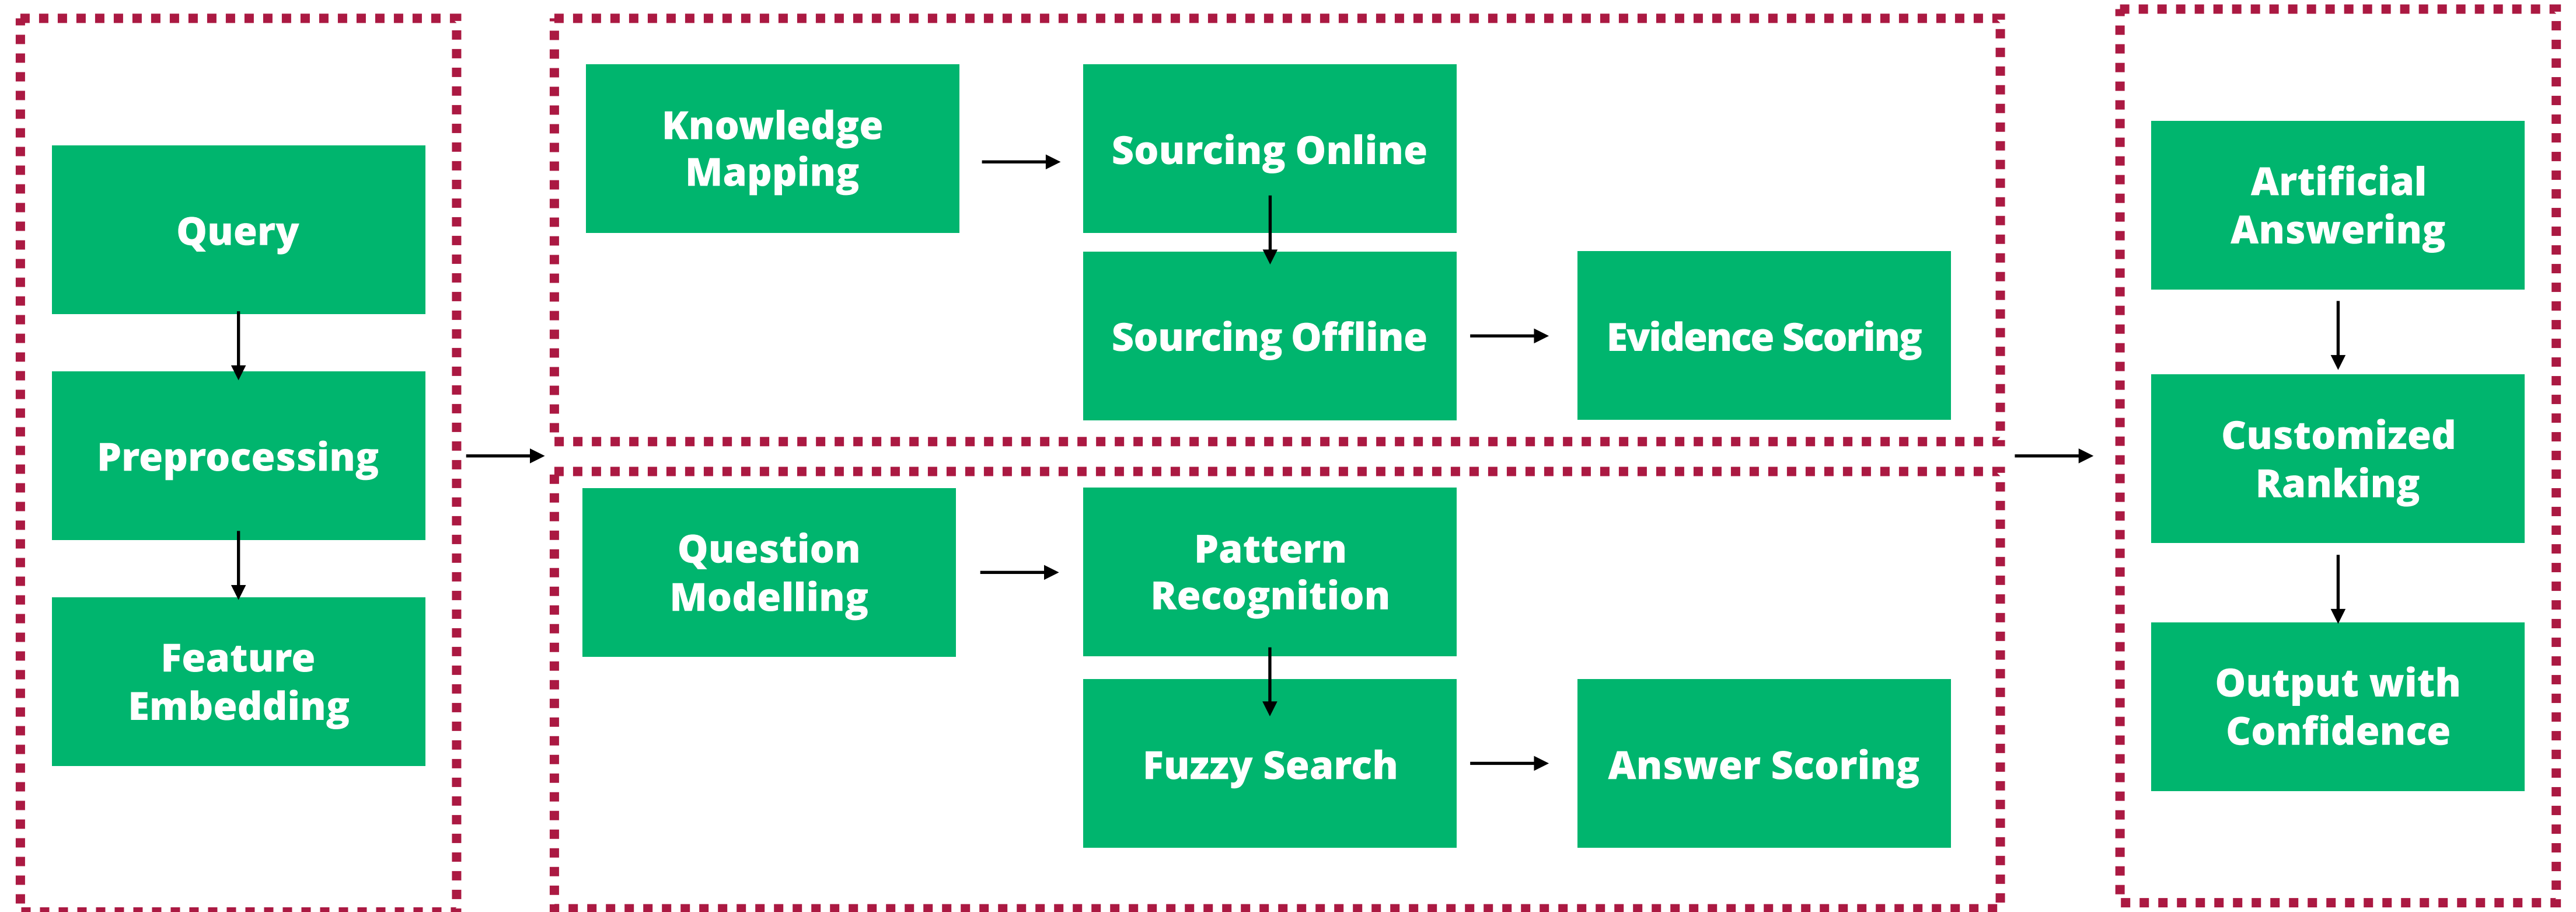 Query
Preprocessing
Feature
Embedding
Knowledge
Mapping
Sourcing Online
Sourcing Offline
Evidence Scoring
Question
Modelling
Pattern
Recognition
Fuzzy Search
Answer Scoring
Artificial
Answering
Customized
Ranking
Output with
Confidence